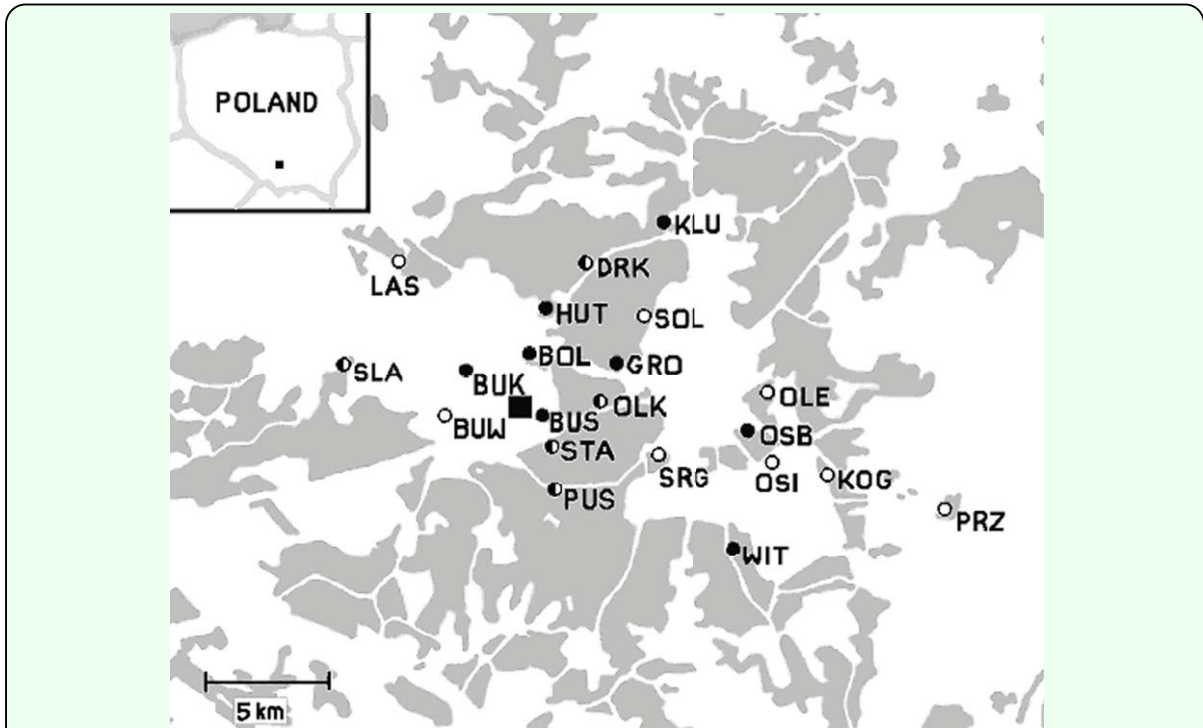 POLAND
KLU
DRK
LAS
HUT
SOL
BOL
GRO
SLA
BUK
OLE
OLK
BUS
BUW
OSB
STA
SRG
OSI
KOG
PUS
PRZ
WIT
5 km